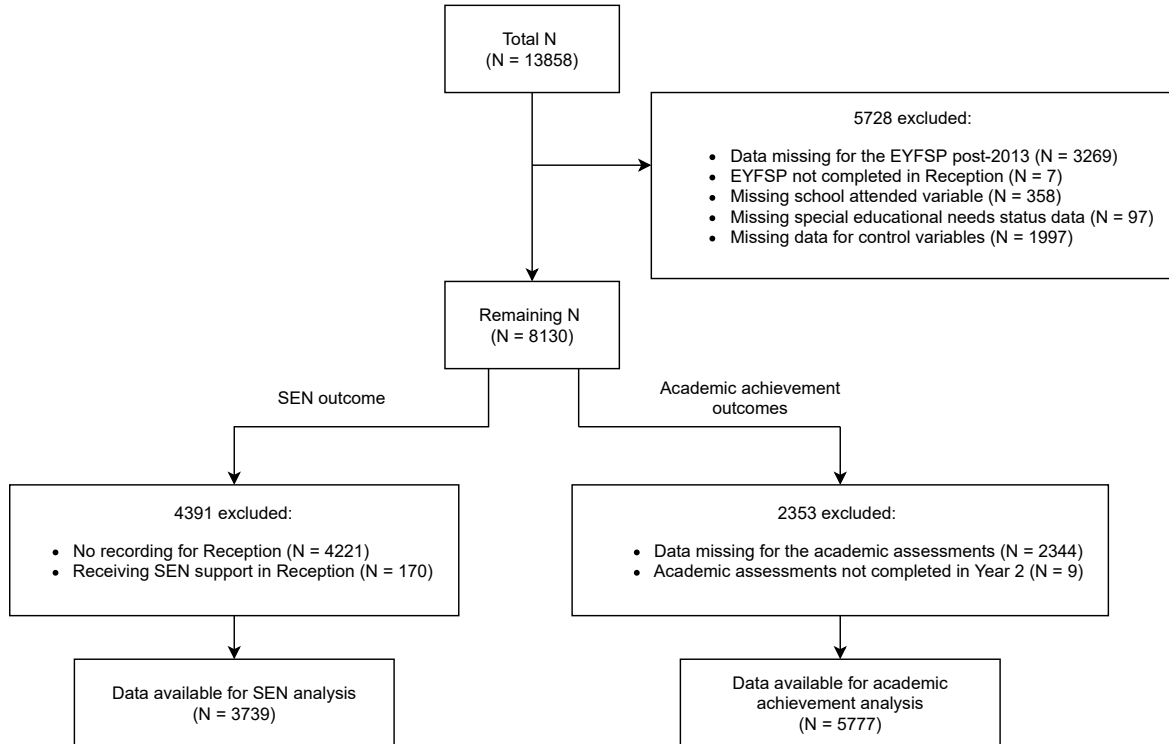 Total N
(N = 13858)
5728 excluded:
• Data missing for the EYFSP post-2013 (N = 3269)
• EYFSP not completed in Reception (N = 7)
• Missing school attended variable (N = 358)
• Missing special educational needs status data (N = 97)
• Missing data for control variables (N = 1997)
Remaining N
(N = 8130)
SEN outcome
Academic achievement
outcomes
4391 excluded:
• No recording for Reception (N = 4221)
• Receiving SEN support in Reception (N = 170)
2353 excluded:
• Data missing for the academic assessments (N = 2344)
• Academic assessments not completed in Year 2 (N = 9)
Data available for SEN analysis
(N = 3739)
Data available for academic
achievement analysis
(N = 5777)